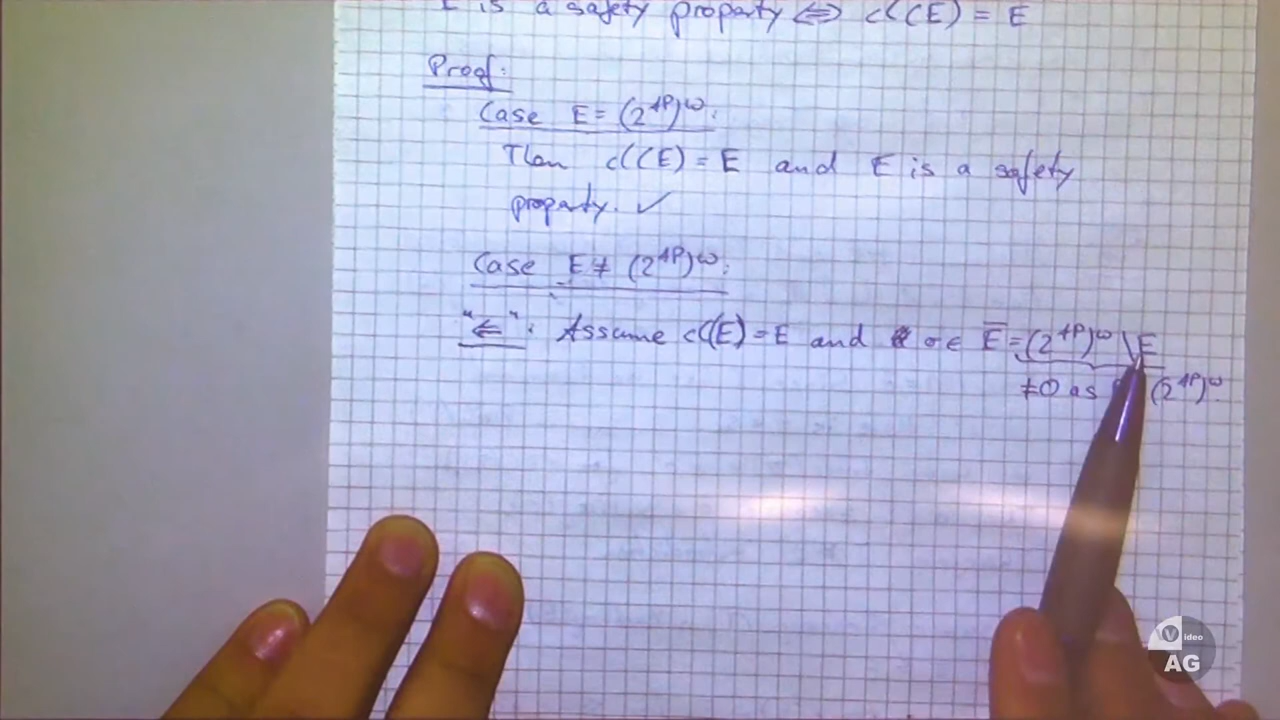 E is a safety property ⇔ cl(E) = E
Proof:
Case E = (2^AP)^ω:
Then cl(E) = E and E is a safety
property. ✓
Case E ≠ (2^AP)^ω:
"⇐": Assume cl(E) = E and σ ∈ Ē = (2^AP)^ω \ E
≠ ∅ as (2^AP)^ω.
Video
AG